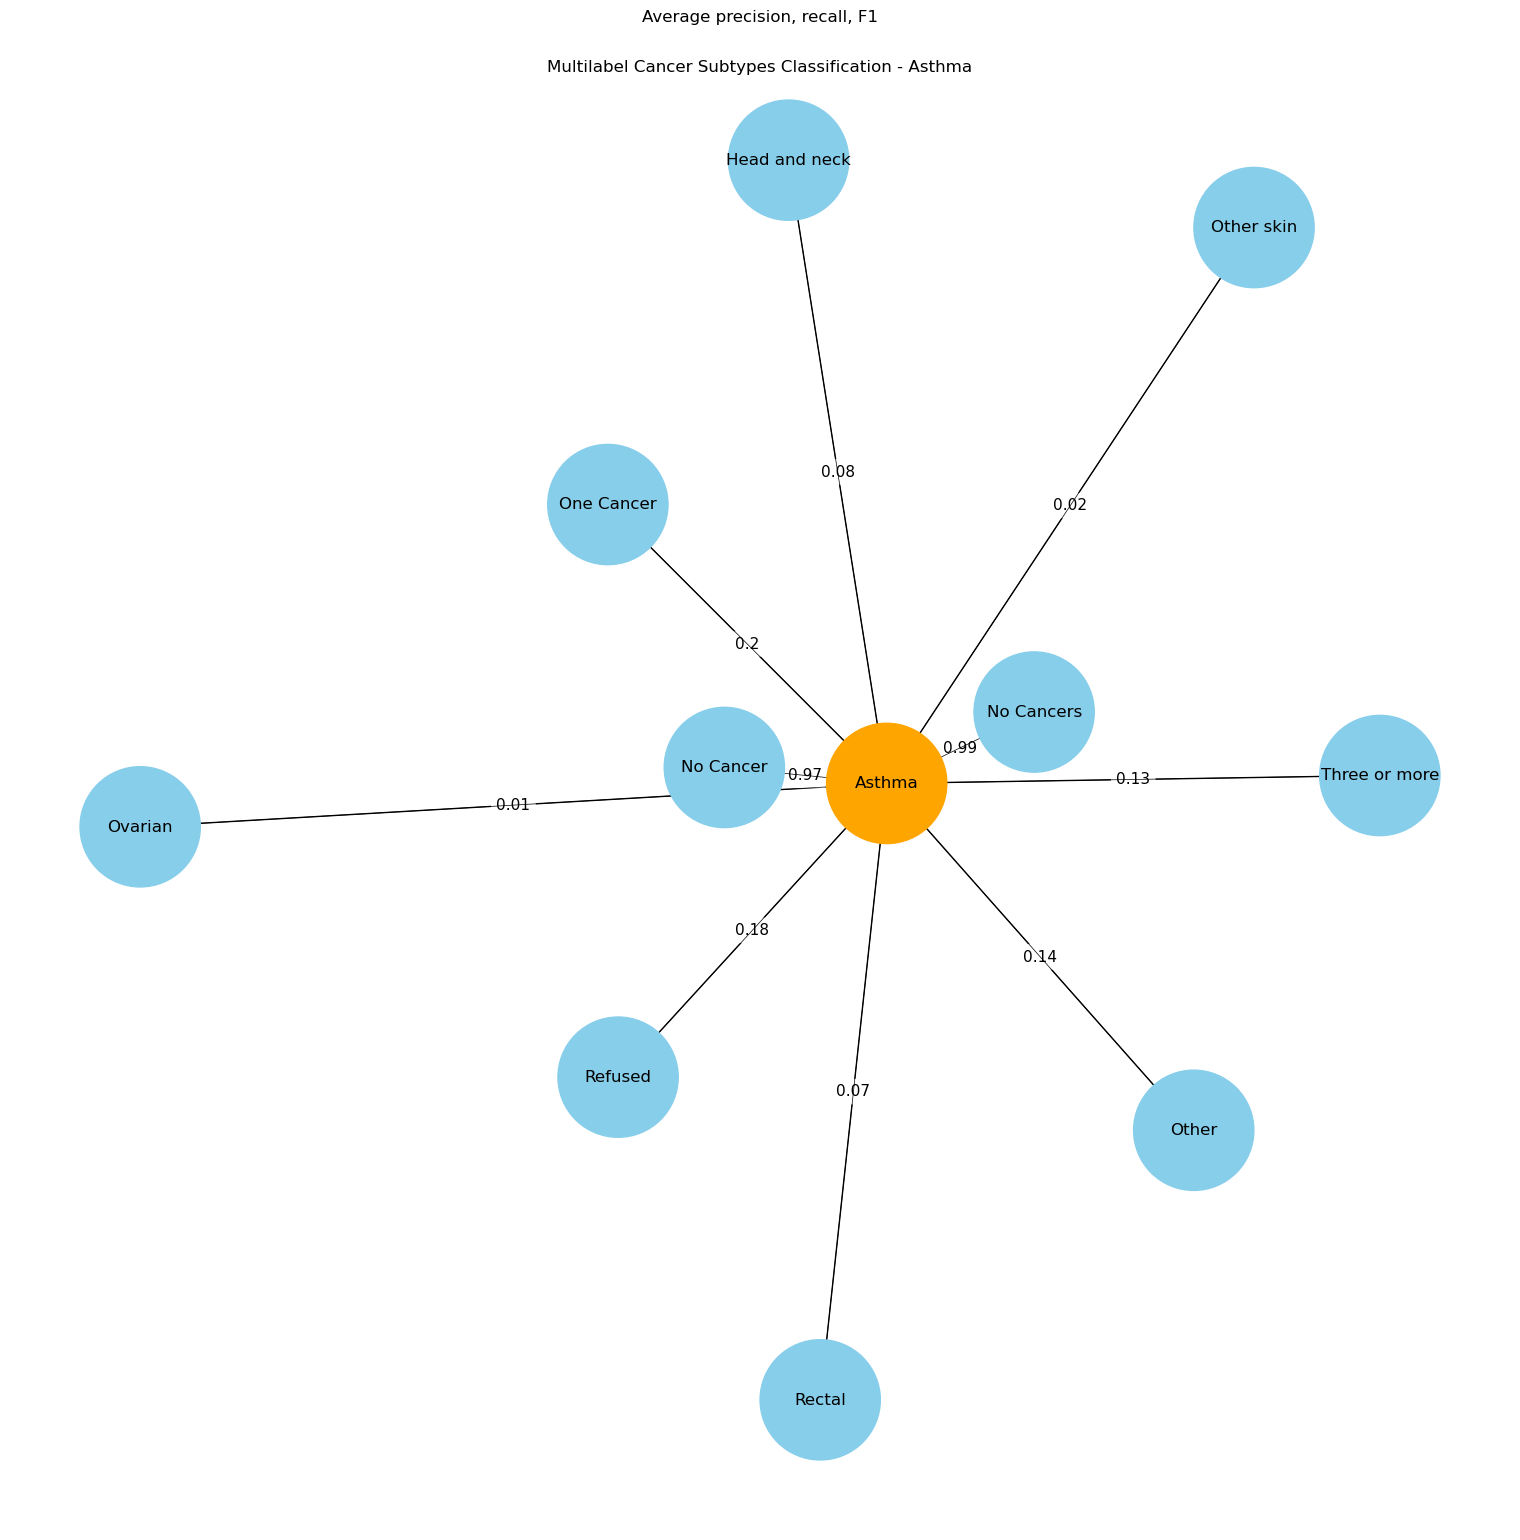 Average precision, recall, F1
Multilabel Cancer Subtypes Classification - Asthma
Head and neck
Other skin
0.08
One Cancer
0.02
0.2
No Cancers
0.99
No Cancer
0.97
Asthma
0.13
Three or more
0.01
Ovarian
0.18
0.14
Refused
0.07
Other
Rectal